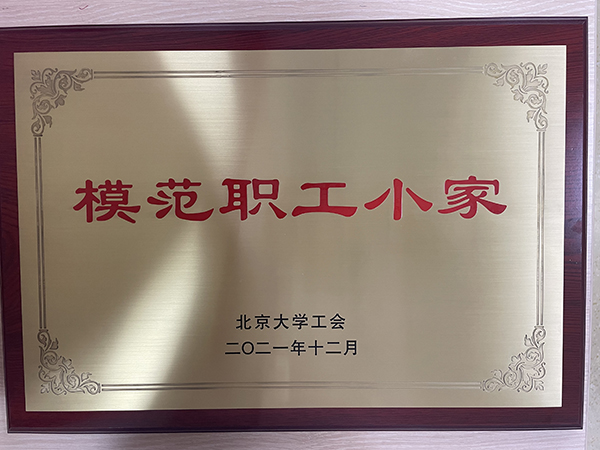 模范职工小家
北京大学工会
二〇二一年十二月